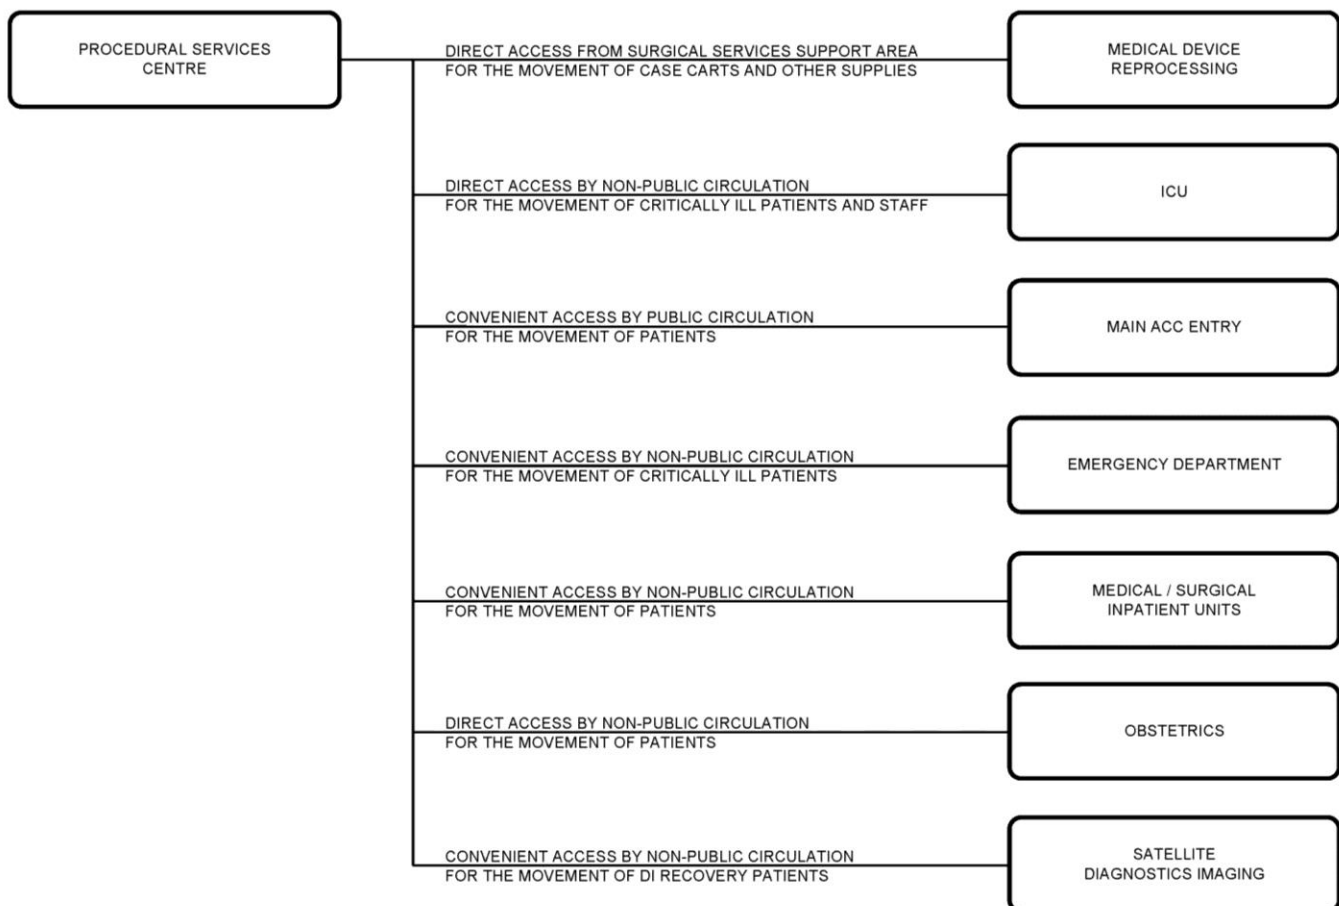 PROCEDURAL SERVICES
CENTRE
DIRECT ACCESS FROM SURGICAL SERVICES SUPPORT AREA
FOR THE MOVEMENT OF CASE CARTS AND OTHER SUPPLIES
MEDICAL DEVICE
REPROCESSING
DIRECT ACCESS BY NON-PUBLIC CIRCULATION
FOR THE MOVEMENT OF CRITICALLY ILL PATIENTS AND STAFF
ICU
CONVENIENT ACCESS BY PUBLIC CIRCULATION
FOR THE MOVEMENT OF PATIENTS
MAIN ACC ENTRY
CONVENIENT ACCESS BY NON-PUBLIC CIRCULATION
FOR THE MOVEMENT OF CRITICALLY ILL PATIENTS
EMERGENCY DEPARTMENT
CONVENIENT ACCESS BY NON-PUBLIC CIRCULATION
FOR THE MOVEMENT OF PATIENTS
MEDICAL / SURGICAL
INPATIENT UNITS
DIRECT ACCESS BY NON-PUBLIC CIRCULATION
FOR THE MOVEMENT OF PATIENTS
OBSTETRICS
CONVENIENT ACCESS BY NON-PUBLIC CIRCULATION
FOR THE MOVEMENT OF DI RECOVERY PATIENTS
SATELLITE
DIAGNOSTICS IMAGING